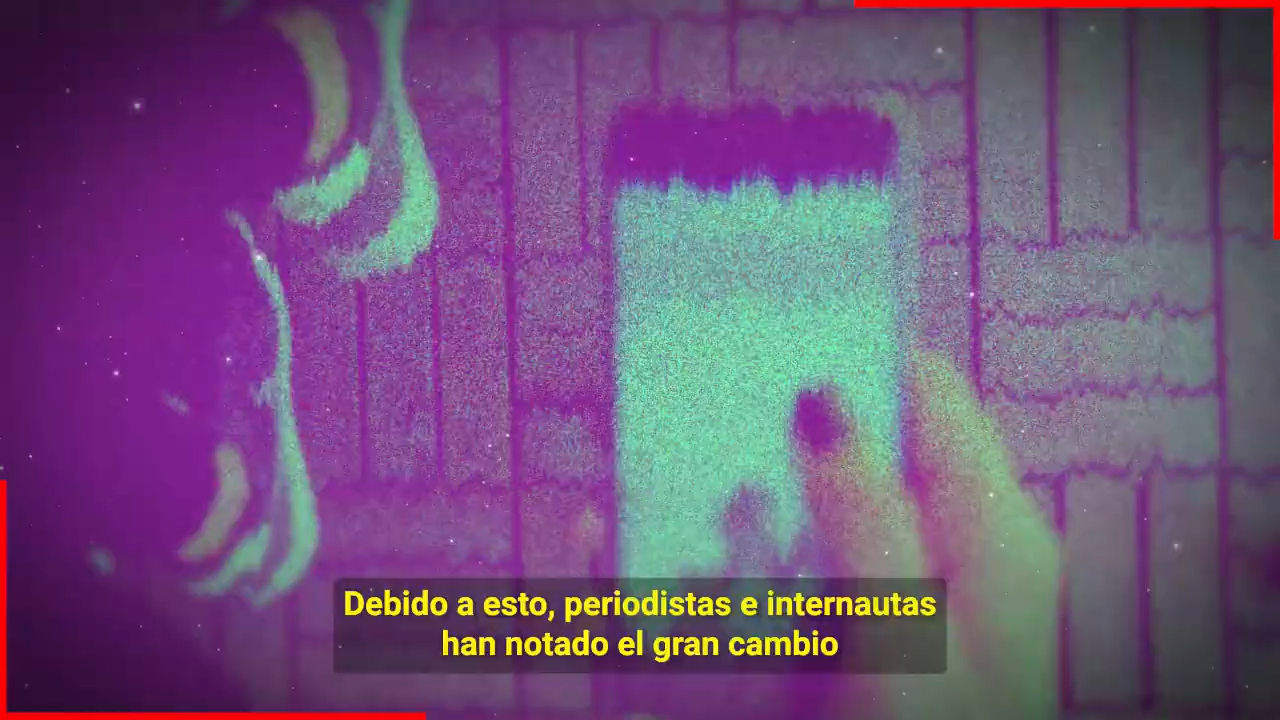 Debido a esto, periodistas e internautas
han notado el gran cambio